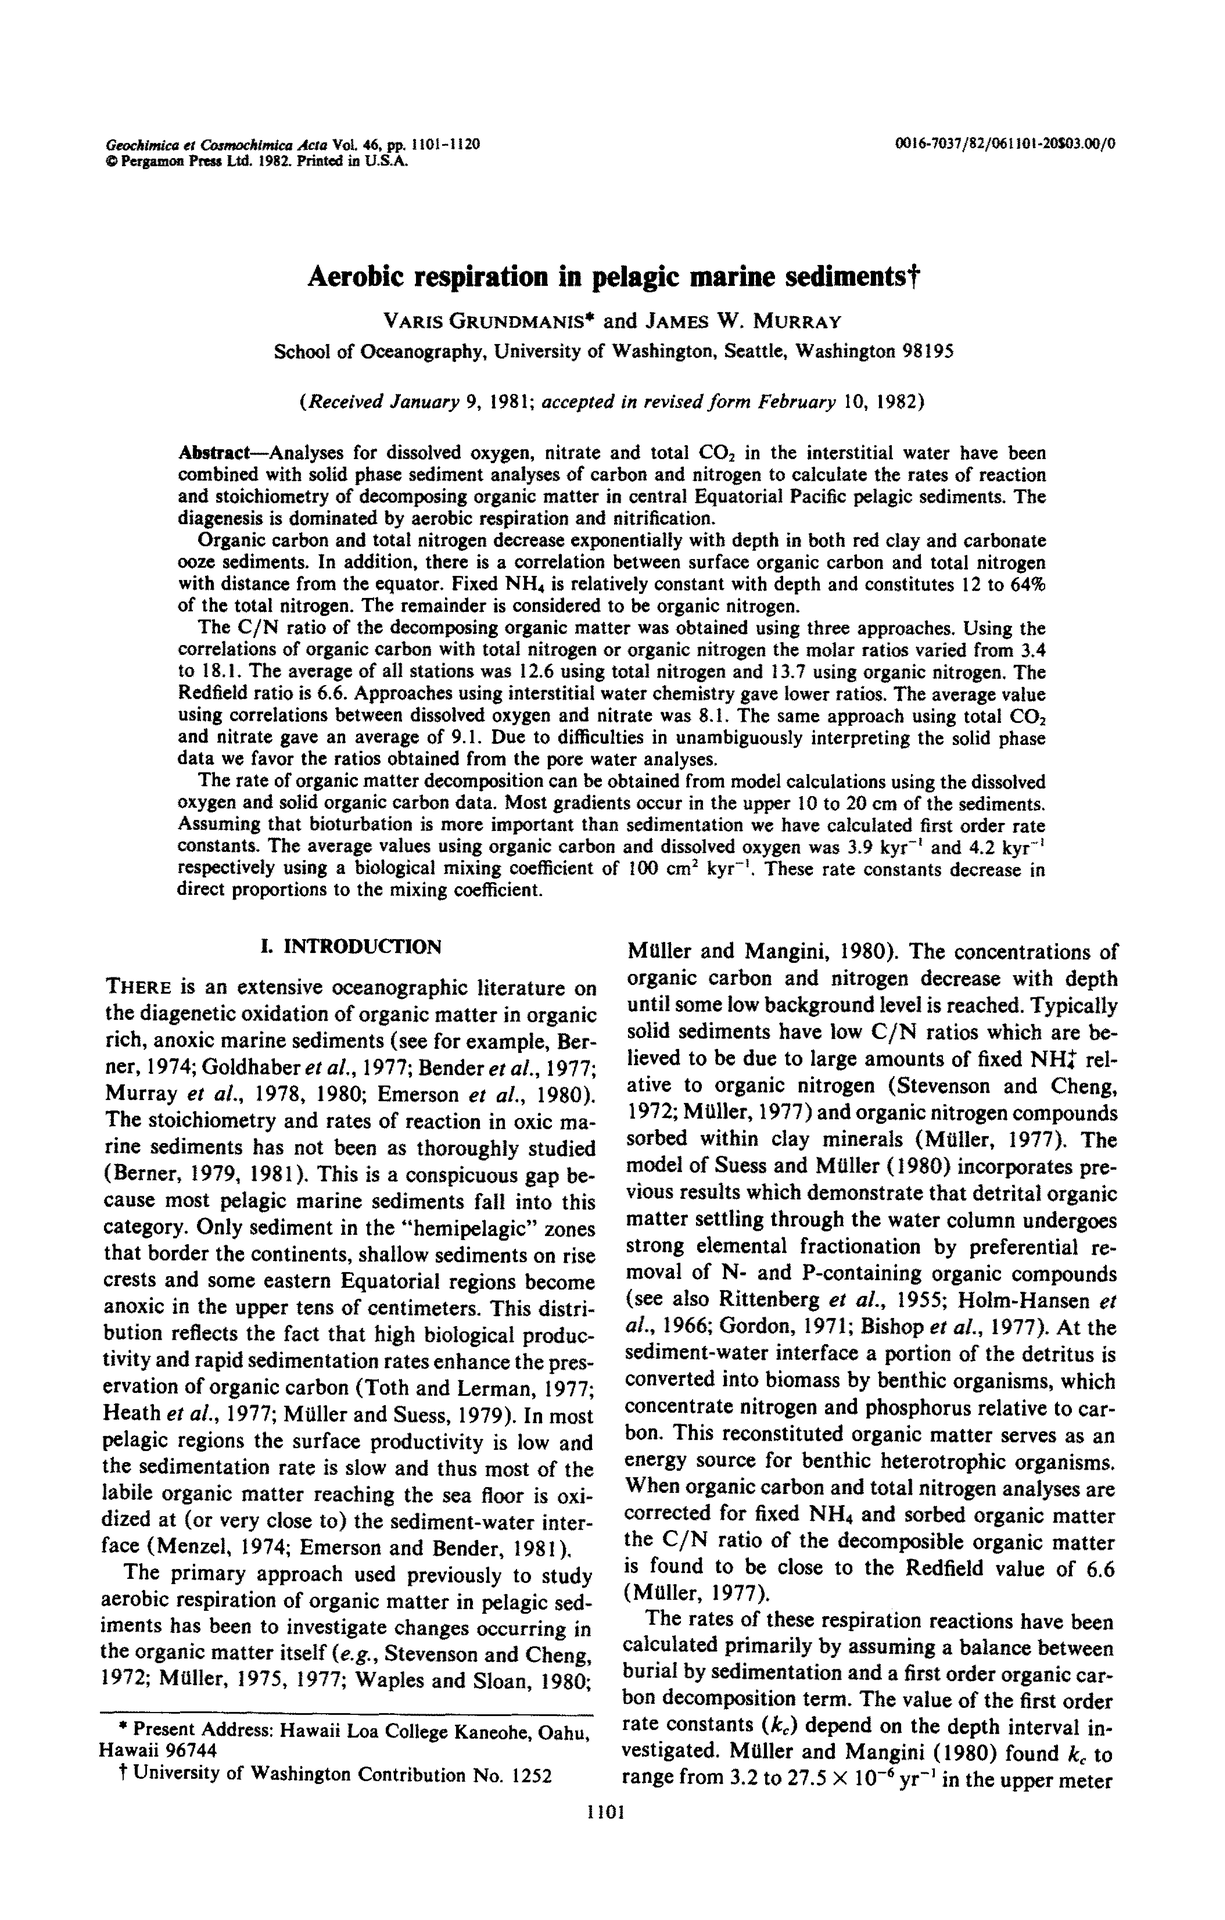 Geochimica et Cosmochimica Acta Vol. 46, pp. 1101-1120
© Pergamon Press Ltd. 1982. Printed in U.S.A.
0016-7037/82/061101-20$03.00/0
Aerobic respiration in pelagic marine sediments†
VARIS GRUNDMANIS* and JAMES W. MURRAY
School of Oceanography, University of Washington, Seattle, Washington 98195
(Received January 9, 1981; accepted in revised form February 10, 1982)
Abstract—Analyses for dissolved oxygen, nitrate and total CO₂ in the interstitial water have been
combined with solid phase sediment analyses of carbon and nitrogen to calculate the rates of reaction
and stoichiometry of decomposing organic matter in central Equatorial Pacific pelagic sediments. The
diagenesis is dominated by aerobic respiration and nitrification.
Organic carbon and total nitrogen decrease exponentially with depth in both red clay and carbonate
ooze sediments. In addition, there is a correlation between surface organic carbon and total nitrogen
with distance from the equator. Fixed NH₄ is relatively constant with depth and constitutes 12 to 64%
of the total nitrogen. The remainder is considered to be organic nitrogen.
The C/N ratio of the decomposing organic matter was obtained using three approaches. Using the
correlations of organic carbon with total nitrogen or organic nitrogen the molar ratios varied from 3.4
to 18.1. The average of all stations was 12.6 using total nitrogen and 13.7 using organic nitrogen. The
Redfield ratio is 6.6. Approaches using interstitial water chemistry gave lower ratios. The average value
using correlations between dissolved oxygen and nitrate was 8.1. The same approach using total CO₂
and nitrate gave an average of 9.1. Due to difficulties in unambiguously interpreting the solid phase
data we favor the ratios obtained from the pore water analyses.
The rate of organic matter decomposition can be obtained from model calculations using the dissolved
oxygen and solid organic carbon data. Most gradients occur in the upper 10 to 20 cm of the sediments.
Assuming that bioturbation is more important than sedimentation we have calculated first order rate
constants. The average values using organic carbon and dissolved oxygen was 3.9 kyr⁻¹ and 4.2 kyr⁻¹
respectively using a biological mixing coefficient of 100 cm² kyr⁻¹. These rate constants decrease in
direct proportions to the mixing coefficient.
I. INTRODUCTION
THERE is an extensive oceanographic literature on
the diagenetic oxidation of organic matter in organic
rich, anoxic marine sediments (see for example, Ber-
ner, 1974; Goldhaber et al., 1977; Bender et al., 1977;
Murray et al., 1978, 1980; Emerson et al., 1980).
The stoichiometry and rates of reaction in oxic ma-
rine sediments has not been as thoroughly studied
(Berner, 1979, 1981). This is a conspicuous gap be-
cause most pelagic marine sediments fall into this
category. Only sediment in the “hemipelagic” zones
that border the continents, shallow sediments on rise
crests and some eastern Equatorial regions become
anoxic in the upper tens of centimeters. This distri-
bution reflects the fact that high biological produc-
tivity and rapid sedimentation rates enhance the pres-
ervation of organic carbon (Toth and Lerman, 1977;
Heath et al., 1977; Müller and Suess, 1979). In most
pelagic regions the surface productivity is low and
the sedimentation rate is slow and thus most of the
labile organic matter reaching the sea floor is oxi-
dized at (or very close to) the sediment-water inter-
face (Menzel, 1974; Emerson and Bender, 1981).
The primary approach used previously to study
aerobic respiration of organic matter in pelagic sed-
iments has been to investigate changes occurring in
the organic matter itself (e.g., Stevenson and Cheng,
1972; Müller, 1975, 1977; Waples and Sloan, 1980;
* Present Address: Hawaii Loa College Kaneohe, Oahu,
Hawaii 96744
† University of Washington Contribution No. 1252
Müller and Mangini, 1980). The concentrations of
organic carbon and nitrogen decrease with depth
until some low background level is reached. Typically
solid sediments have low C/N ratios which are be-
lieved to be due to large amounts of fixed NH₄⁺ rel-
ative to organic nitrogen (Stevenson and Cheng,
1972; Müller, 1977) and organic nitrogen compounds
sorbed within clay minerals (Müller, 1977). The
model of Suess and Müller (1980) incorporates pre-
vious results which demonstrate that detrital organic
matter settling through the water column undergoes
strong elemental fractionation by preferential re-
moval of N- and P-containing organic compounds
(see also Rittenberg et al., 1955; Holm-Hansen et
al., 1966; Gordon, 1971; Bishop et al., 1977). At the
sediment-water interface a portion of the detritus is
converted into biomass by benthic organisms, which
concentrate nitrogen and phosphorus relative to car-
bon. This reconstituted organic matter serves as an
energy source for benthic heterotrophic organisms.
When organic carbon and total nitrogen analyses are
corrected for fixed NH₄ and sorbed organic matter
the C/N ratio of the decomposible organic matter
is found to be close to the Redfield value of 6.6
(Müller, 1977).
The rates of these respiration reactions have been
calculated primarily by assuming a balance between
burial by sedimentation and a first order organic car-
bon decomposition term. The value of the first order
rate constants (k_c) depend on the depth interval in-
vestigated. Müller and Mangini (1980) found k_c to
range from 3.2 to 27.5 × 10⁻⁶ yr⁻¹ in the upper meter
1101